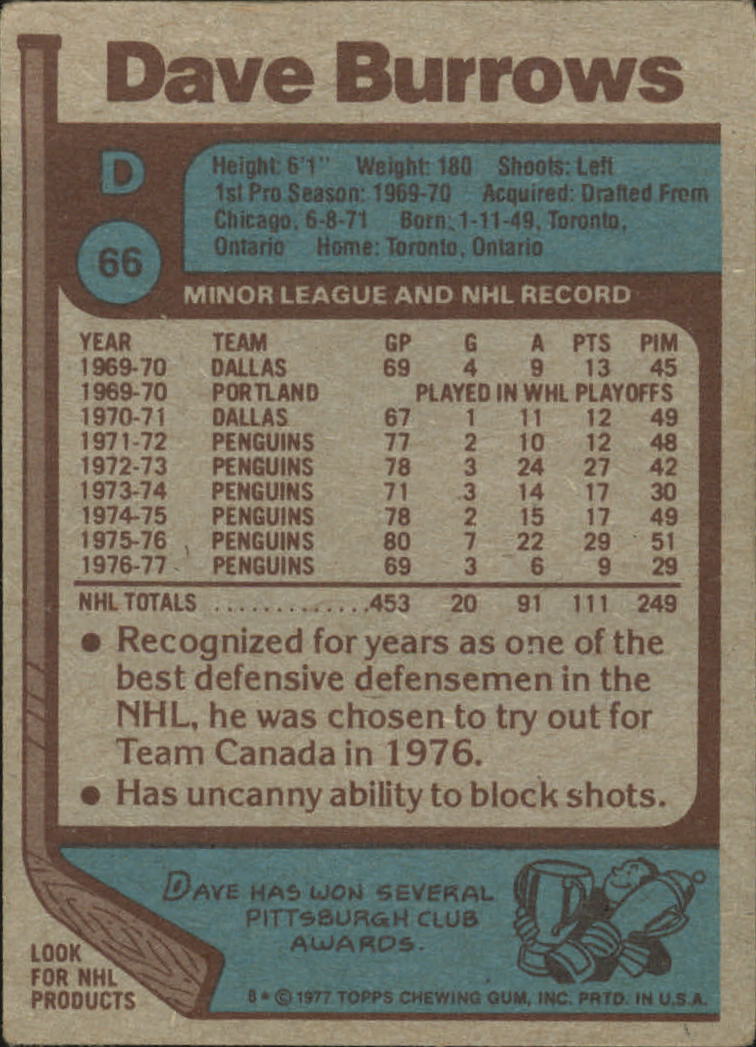 Dave Burrows
D
66
Height: 6'1" Weight: 180 Shoots: Left
1st Pro Season: 1969-70 Acquired: Drafted From
Chicago, 6-8-71 Born: 1-11-49, Toronto,
Ontario Home: Toronto, Ontario
MINOR LEAGUE AND NHL RECORD
YEAR TEAM GP G A PTS PIM
1969-70 DALLAS 69 4 9 13 45
1969-70 PORTLAND PLAYED IN WHL PLAYOFFS
1970-71 DALLAS 67 1 11 12 49
1971-72 PENGUINS 77 2 10 12 48
1972-73 PENGUINS 78 3 24 27 42
1973-74 PENGUINS 71 3 14 17 30
1974-75 PENGUINS 78 2 15 17 49
1975-76 PENGUINS 80 7 22 29 51
1976-77 PENGUINS 69 3 6 9 29
NHL TOTALS .............453 20 91 111 249
• Recognized for years as one of the
best defensive defensemen in the
NHL, he was chosen to try out for
Team Canada in 1976.
• Has uncanny ability to block shots.
DAVE HAS WON SEVERAL
PITTSBURGH CLUB
AWARDS.
LOOK
FOR NHL
PRODUCTS
B * © 1977 TOPPS CHEWING GUM, INC. PRTD. IN U.S.A.